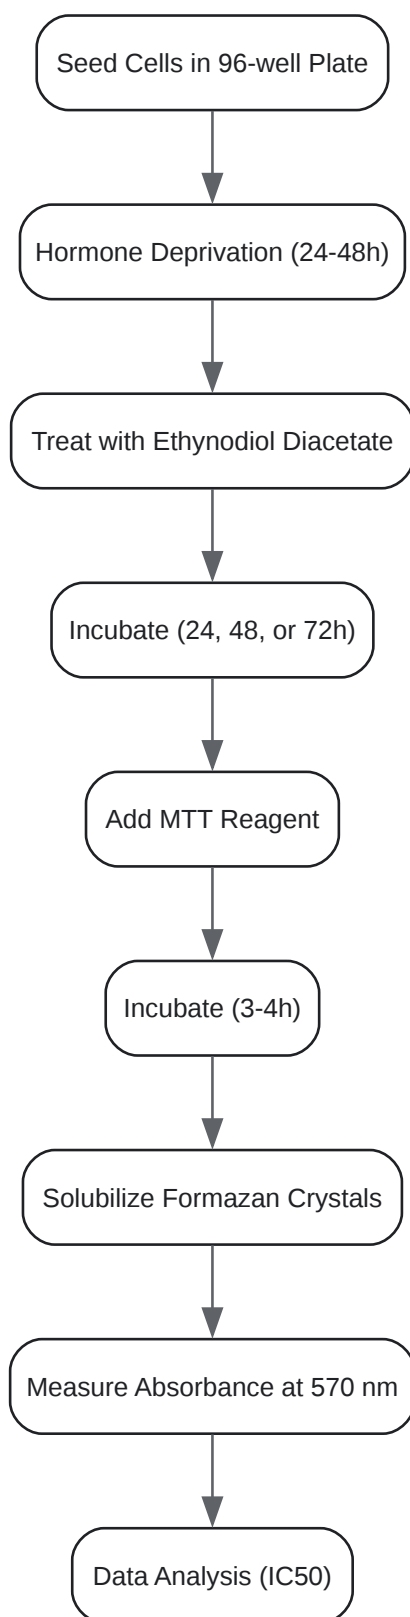 Seed Cells in 96-well Plate
Hormone Deprivation (24-48h)
Treat with Ethynodiol Diacetate
Incubate (24, 48, or 72h)
Add MTT Reagent
Incubate (3-4h)
Solubilize Formazan Crystals
Measure Absorbance at 570 nm
Data Analysis (IC50)